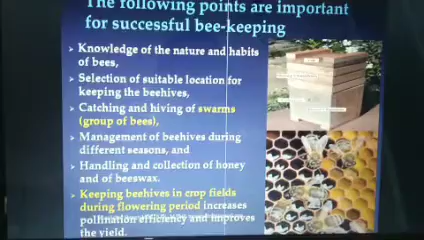 The following points are important
for successful bee-keeping
➢ Knowledge of the nature and habits
of bees,
➢ Selection of suitable location for
keeping the beehives,
➢ Catching and hiving of swarms
(group of bees),
➢ Management of beehives during
different seasons, and
➢ Handling and collection of honey
and of beeswax.
➢ Keeping beehives in crop fields
during flowering period increases
pollination efficiency and improves
the yield.